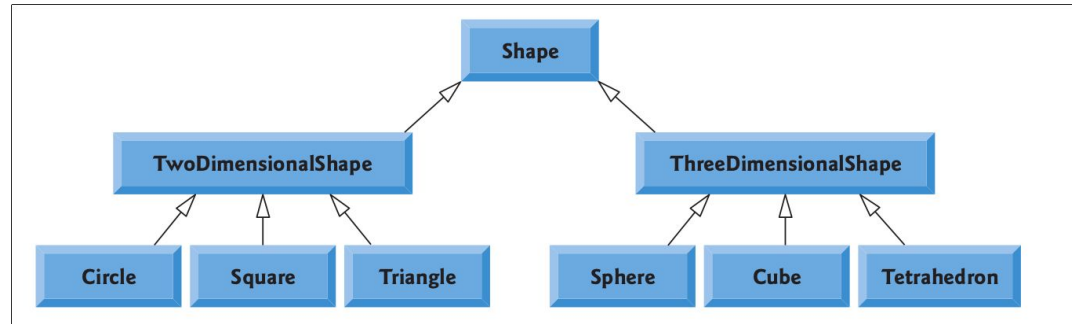 Shape
TwoDimensionalShape
ThreeDimensionalShape
Circle
Square
Triangle
Sphere
Cube
Tetrahedron